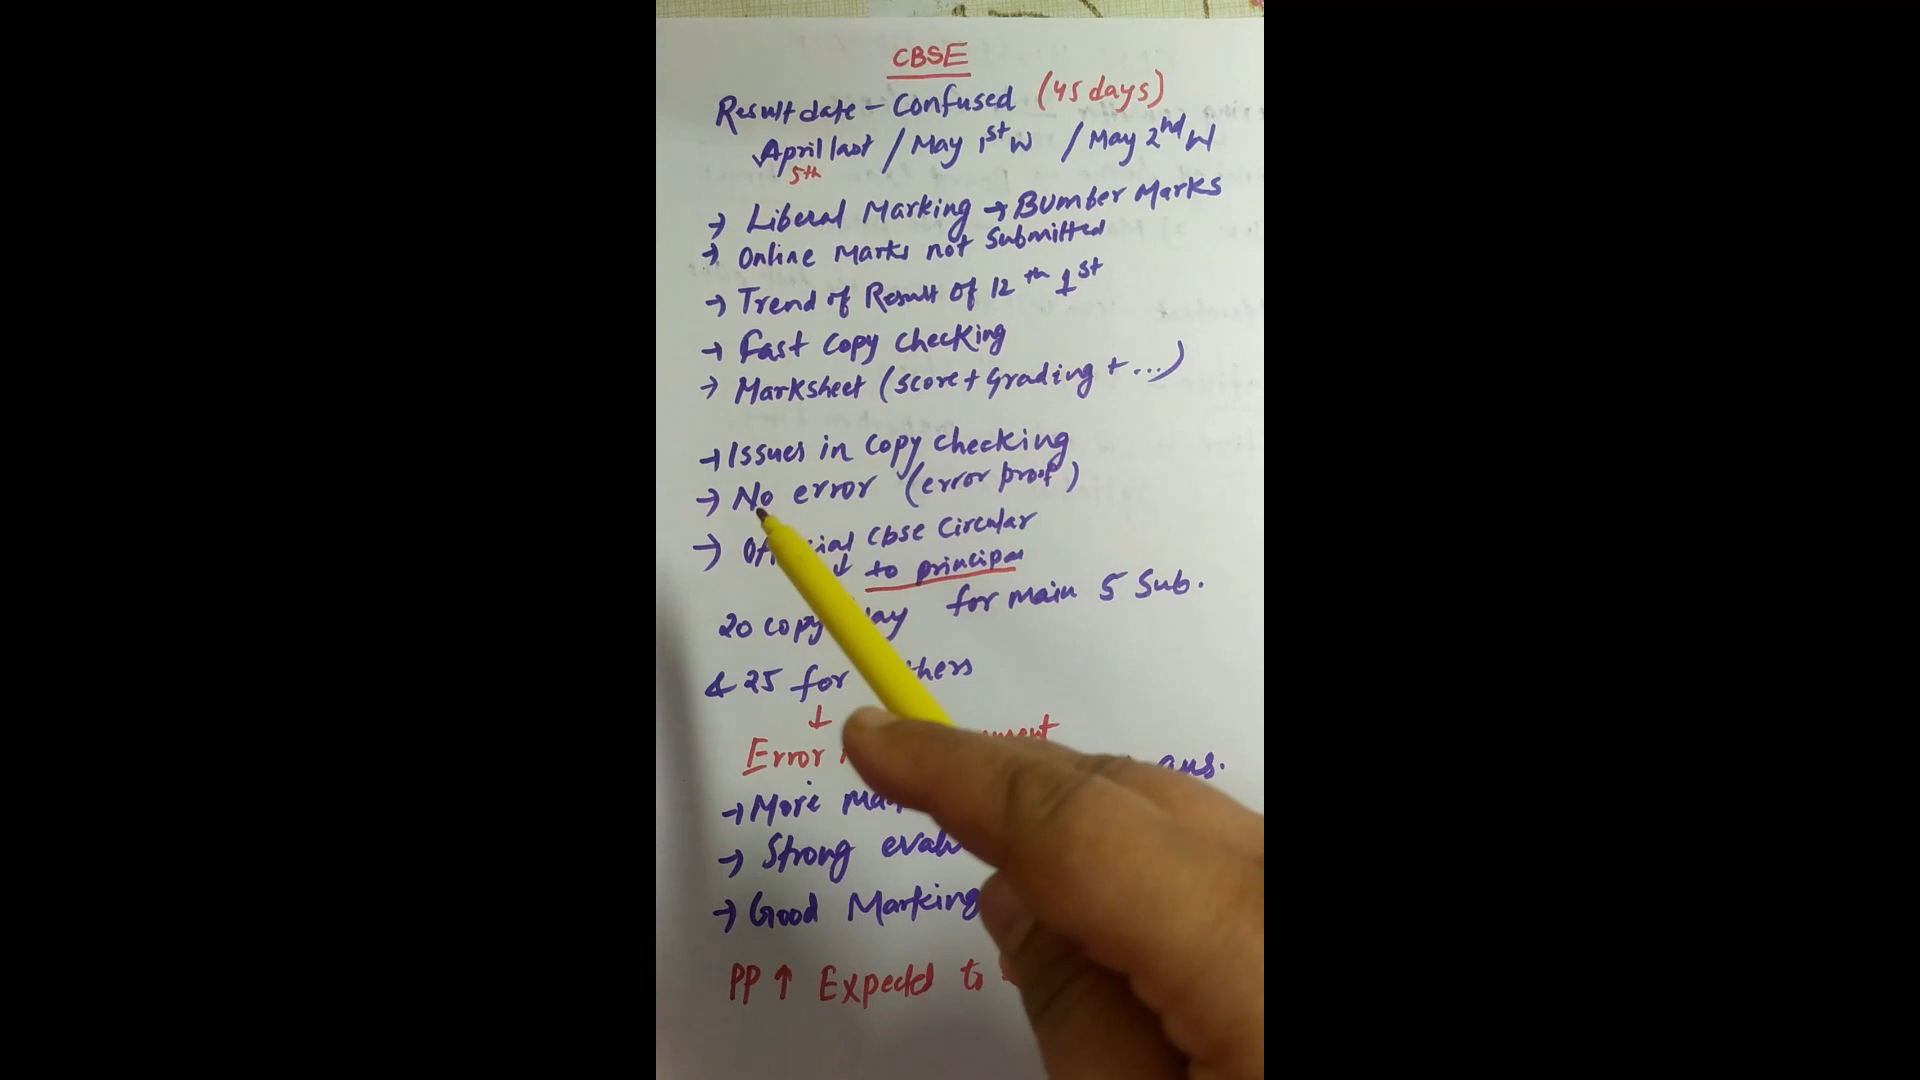 CBSE
Result date - Confused (45 days)
April last / May 1st W / May 2nd W
5th
→ Liberal Marking → Bumber Marks
→ Online Marks not Submitted
→ Trend of Result of 12th 1st
→ Fast Copy Checking
→ Marksheet (Score + Grading + ...)
→ Issues in Copy Checking
→ No error (error proof)
→ Cbse Circular
↓ to principal
20 copy for main 5 Sub.
& 25 for
↓
Error
ans.
→ More
→ Strong
→ Good Marking
PP ↑ Expected to